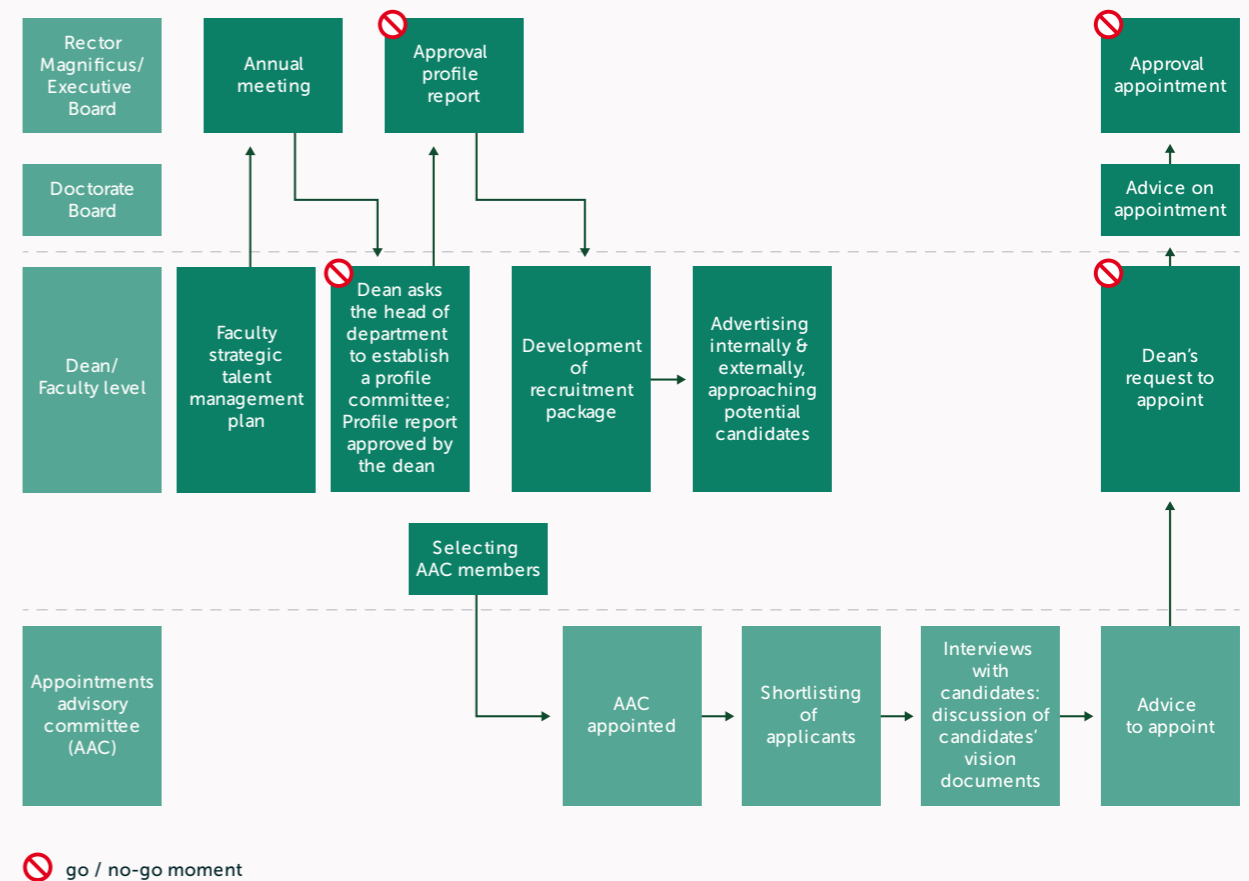 Rector
Magnificus/
Executive
Board
Annual
meeting
Approval
profile
report
Approval
appointment
Doctorate
Board
Advice on
appointment
Dean/
Faculty level
Faculty
strategic
talent
management
plan
Dean asks
the head of
department
to establish
a profile
committee;
Profile report
approved by
the dean
Development
of
recruitment
package
Advertising
internally &
externally,
approaching
potential
candidates
Dean’s
request to
appoint
Selecting
AAC members
Appointments
advisory
committee
(AAC)
AAC
appointed
Shortlisting
of
applicants
Interviews
with
candidates:
discussion of
candidates’
vision
documents
Advice
to appoint
go / no-go moment